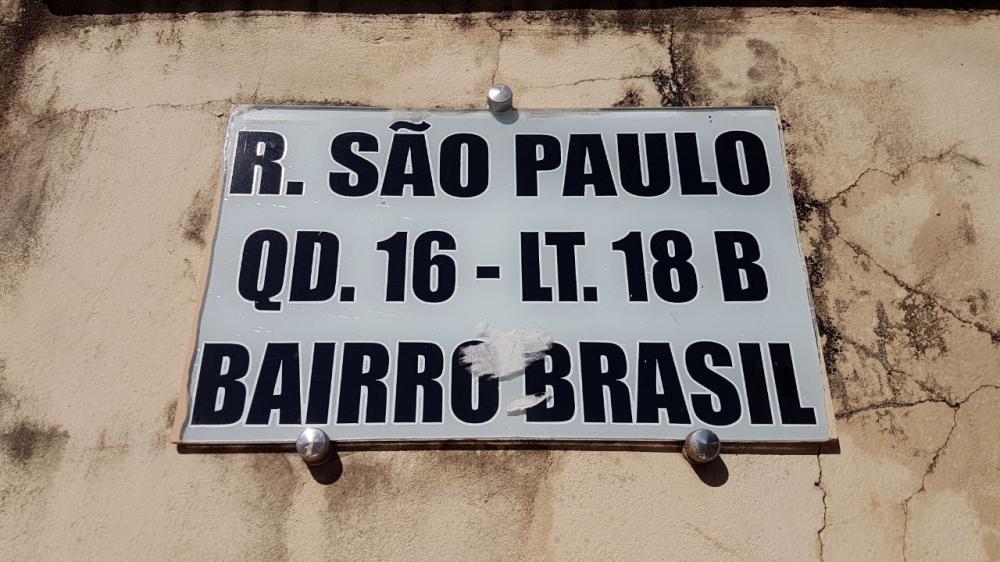 R. SÃO PAULO
QD. 16 - LT. 18 B
BAIRRO BRASIL